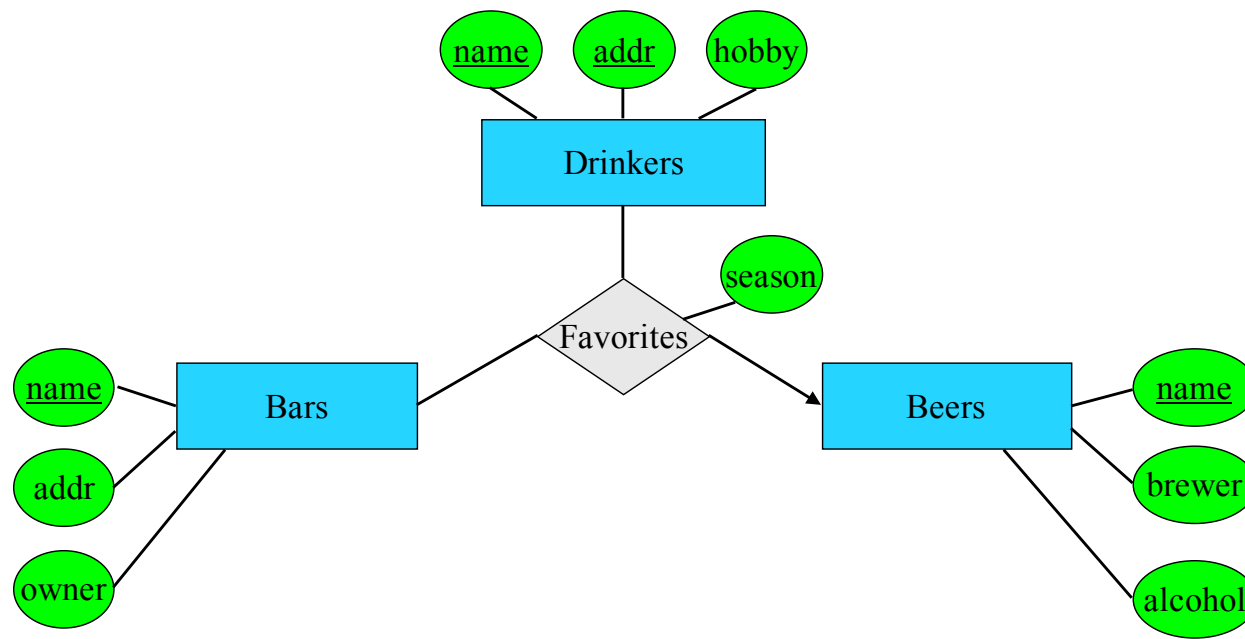 name
addr
hobby
Drinkers
season
Favorites
name
Bars
Beers
name
addr
brewer
owner
alcohol